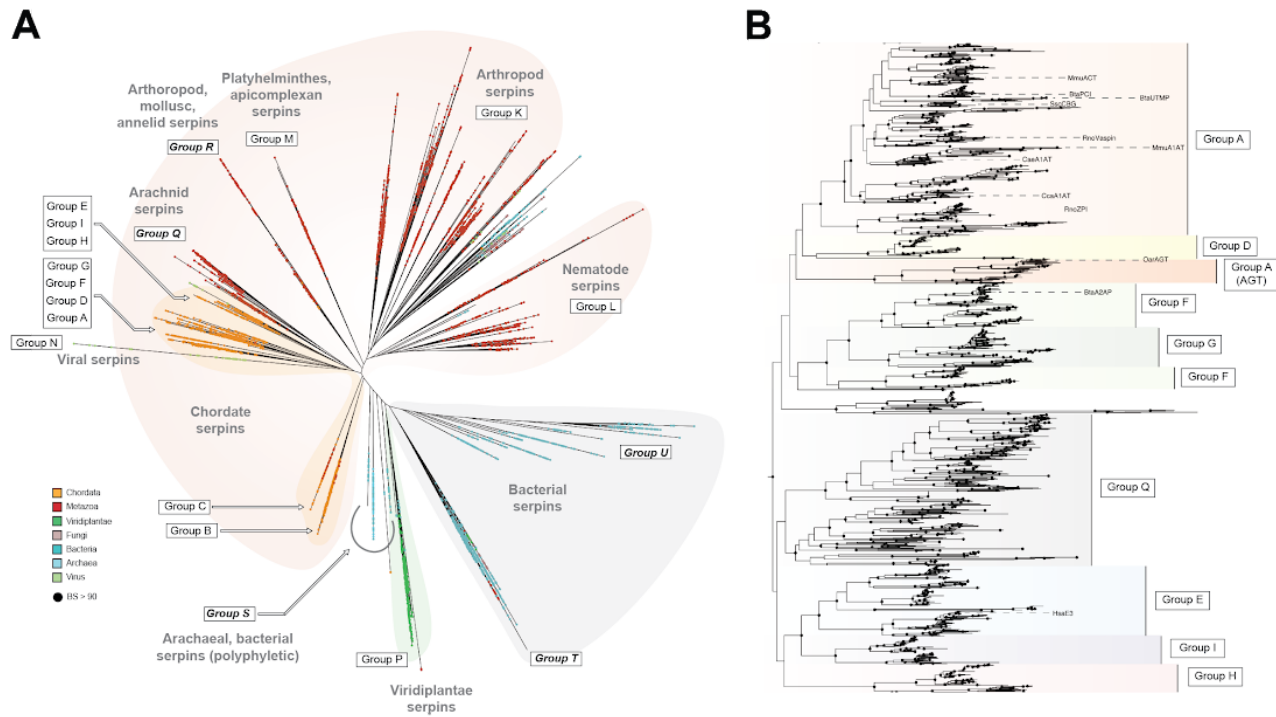 A
Arthoropod,
mollusc,
annelid serpins
Group R
Platyhelminthes,
apicomplexan
serpins
Group M
Arthropod
serpins
Group K
Arachnid
serpins
Group Q
Group E
Group I
Group H
Group G
Group F
Group D
Group A
Group N
Viral serpins
Nematode
serpins
Group L
Chordate
serpins
Group C
Group B
Group U
Bacterial
serpins
Chordata
Metazoa
Viridiplantae
Fungi
Bacteria
Archaea
Virus
BS > 90
Group S
Arachaeal, bacterial
serpins (polyphyletic)
Group P
Group T
Viridiplantae
serpins
B
MmuACT
BtaPCI
BtaUTMP
SscCBG
RnoVaspin
MmuA1AT
CaeA1AT
CcaA1AT
RnoZPI
Group A
Group D
OarAGT
Group A
(AGT)
BtaA2AP
Group F
Group G
Group F
Group Q
Group E
HsaE3
Group I
Group H